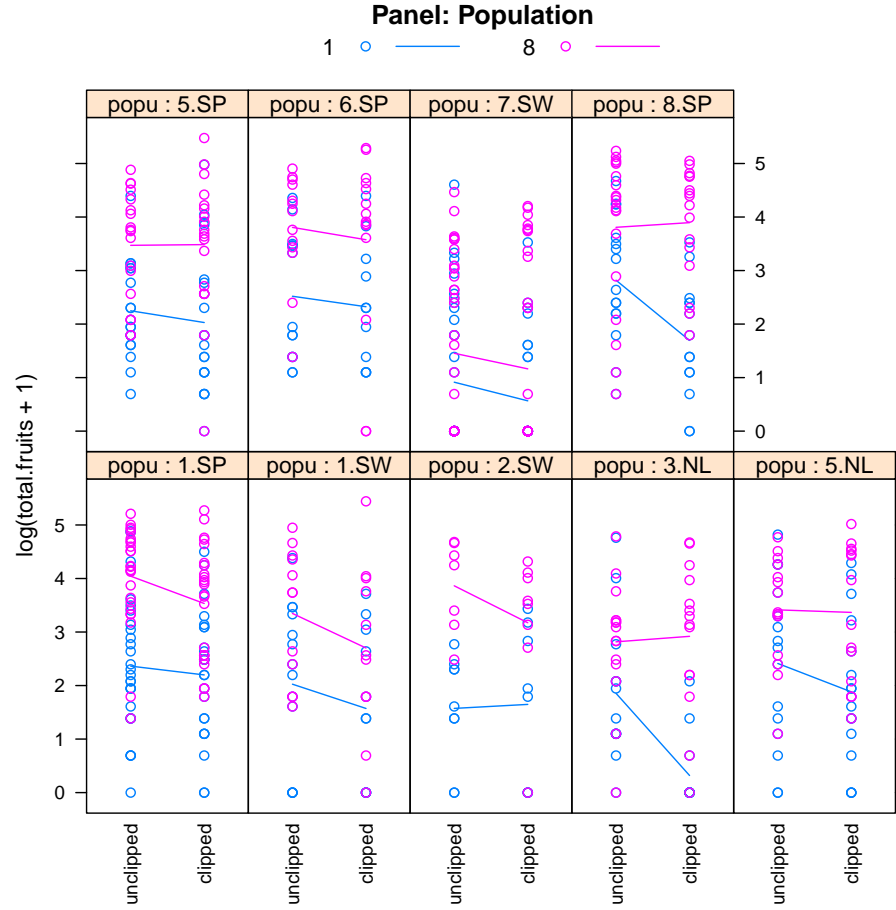 Panel: Population
1 8
popu : 5.SP popu : 6.SP popu : 7.SW popu : 8.SP
5
4
3
2
1
0
log(total.fruits + 1)
popu : 1.SP popu : 1.SW popu : 2.SW popu : 3.NL popu : 5.NL
5
4
3
2
1
0
unclipped clipped unclipped clipped unclipped clipped unclipped clipped unclipped clipped